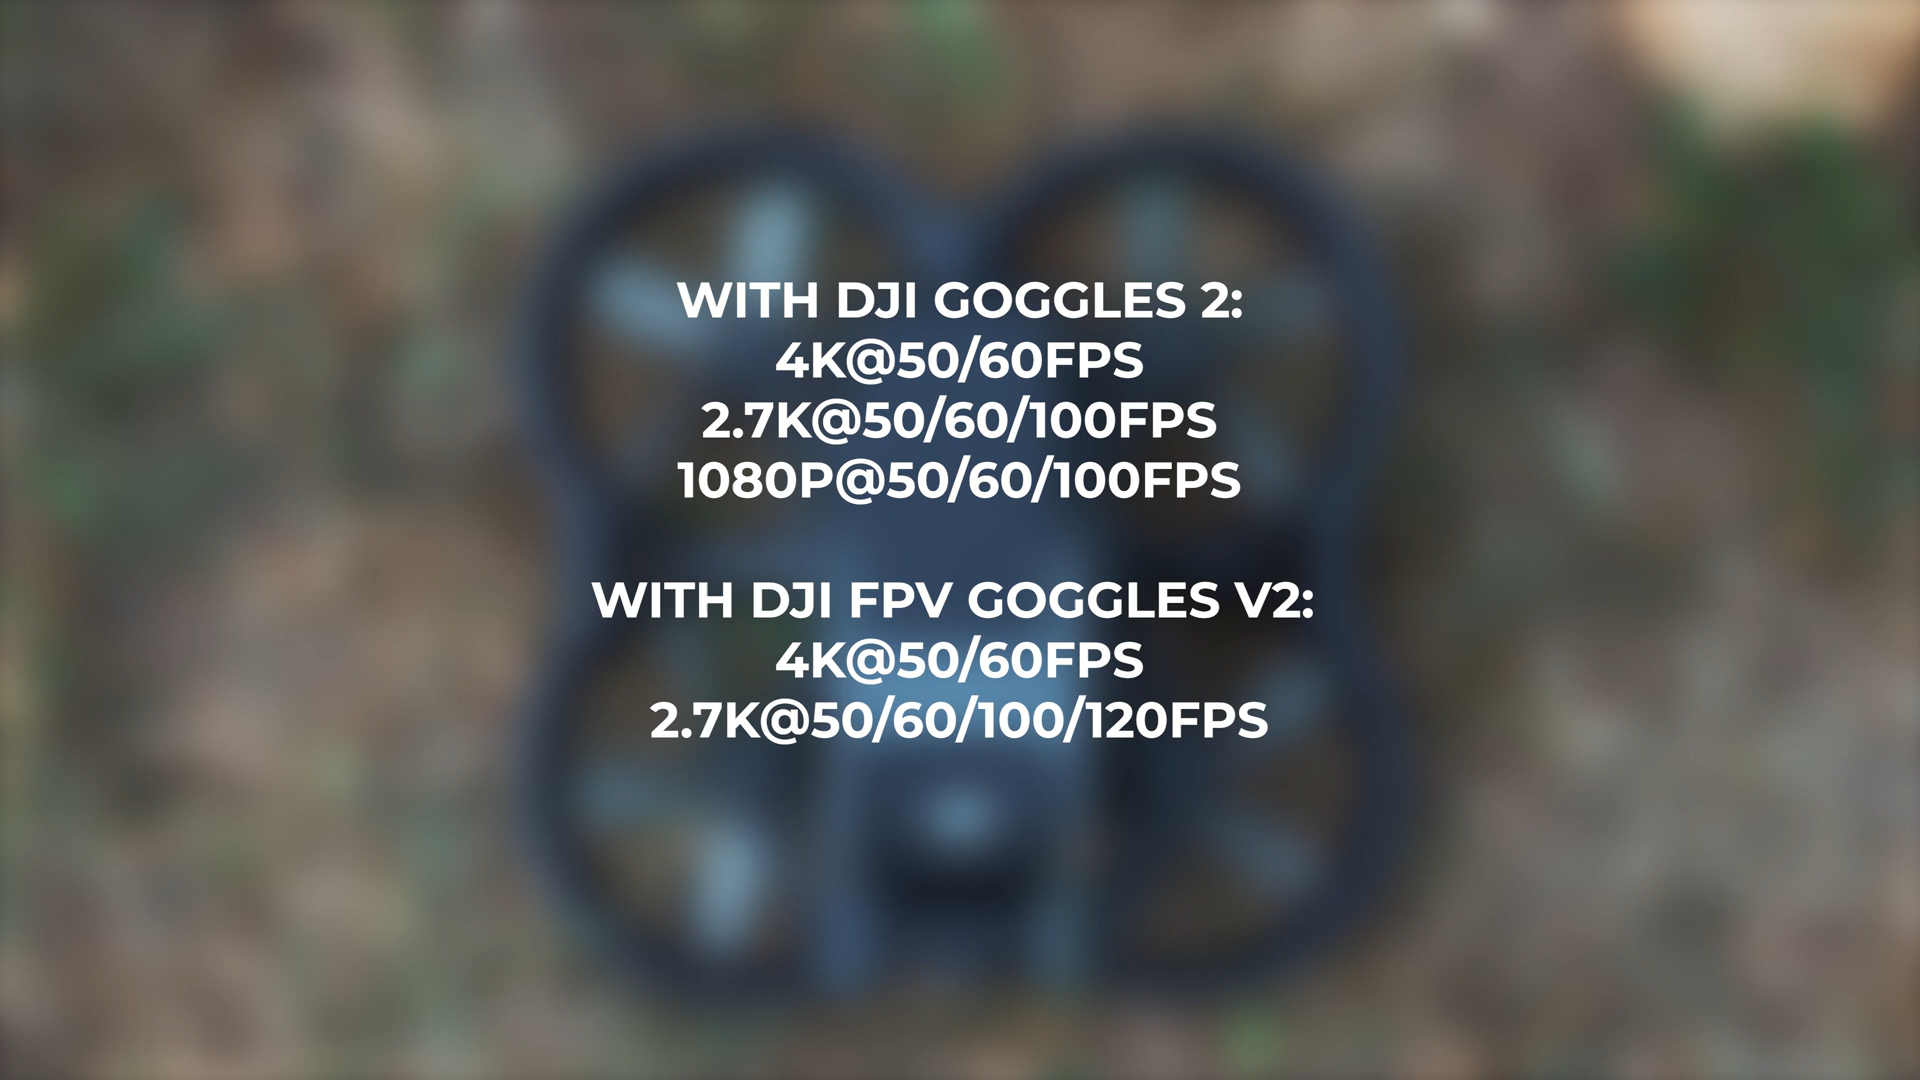 WITH DJI GOGGLES 2:
4K@50/60FPS
2.7K@50/60/100FPS
1080P@50/60/100FPS
WITH DJI FPV GOGGLES V2:
4K@50/60FPS
2.7K@50/60/100/120FPS